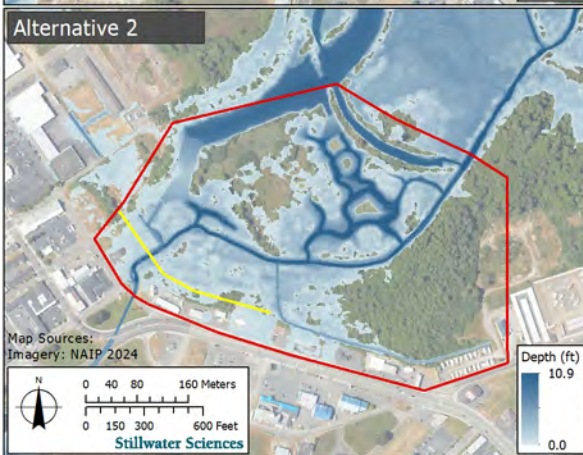 Alternative 2
Map Sources:
Imagery: NAIP 2024
N
0 40 80 160 Meters
0 150 300 600 Feet
Stillwater Sciences
Depth (ft)
10.9
0.0